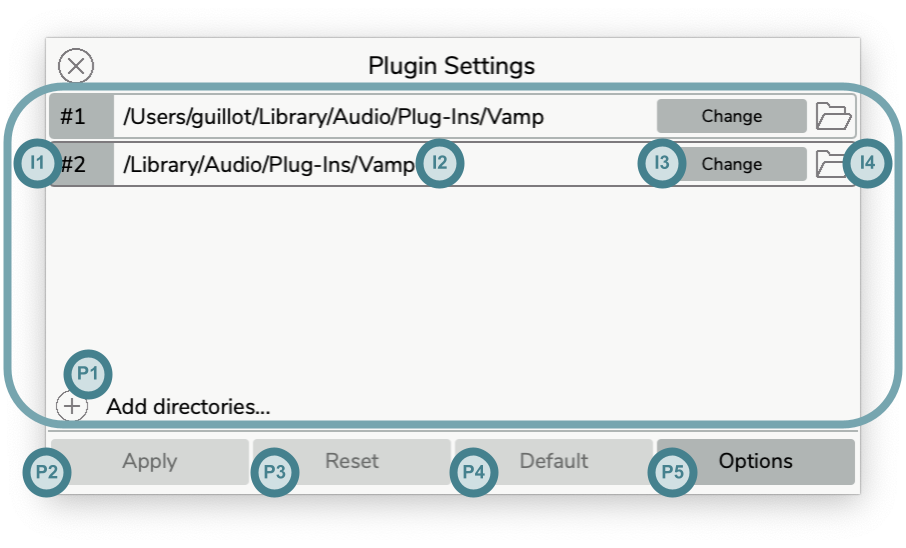 Plugin Settings
#1 /Users/guillot/Library/Audio/Plug-Ins/Vamp Change
I1 #2 /Library/Audio/Plug-Ins/Vamp I2 I3 Change I4
P1
Add directories...
P2 Apply P3 Reset P4 Default P5 Options